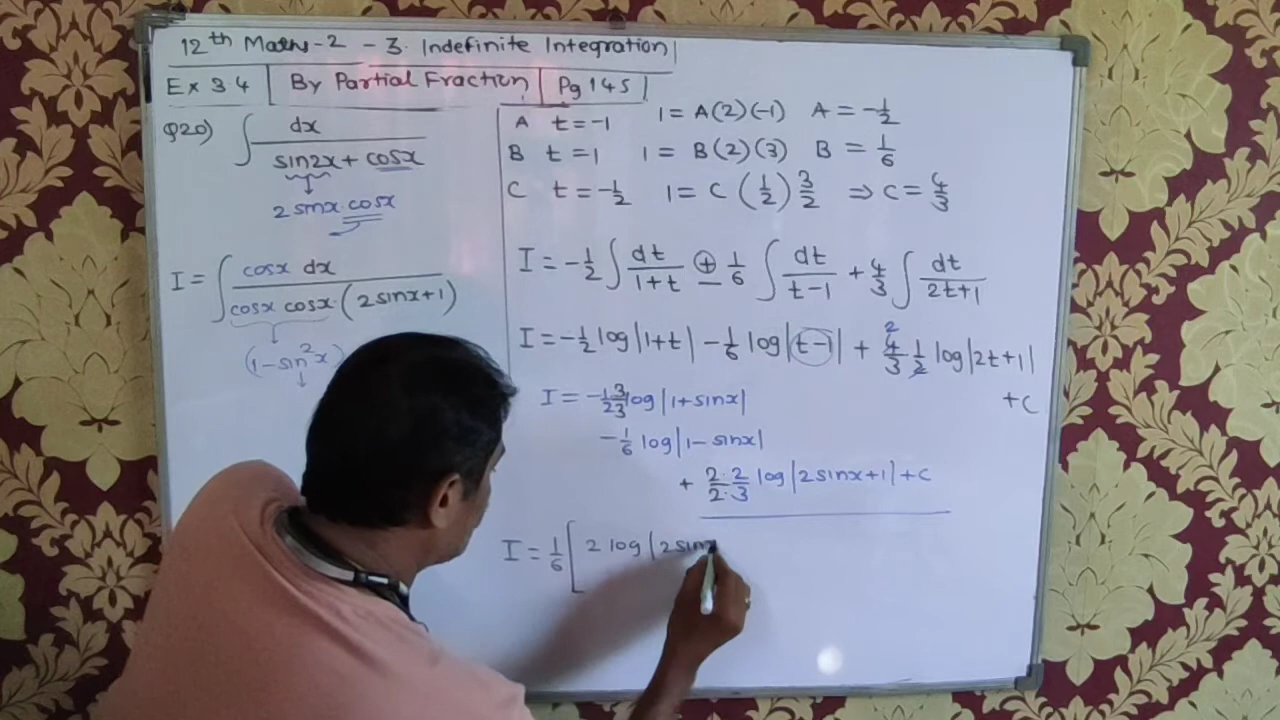 12th Maths-2 - 3. Indefinite Integration
Ex 3.4 | By Partial Fraction | Pg 145
Q20) ∫ dx / (sin2x + cosx)
2 sinx · cosx
I = ∫ cosx dx / (cosx cosx · (2sinx+1))
(1-sin²x)
A t=-1 1=A(2)(-1) A=-1/2
B t=1 1=B(2)(3) B=1/6
C t=-1/2 1=C(1/2)3/2 ⇒ C=4/3
I = -1/2 ∫ dt/(1+t) ⊕ 1/6 ∫ dt/(t-1) + 4/3 ∫ dt/(2t+1)
I = -1/2 log|1+t| - 1/6 log|t-1| + 4/3 2 1/2 log|2t+1|
+C
I = -1·3/2·3 log|1+sinx|
-1/6 log|1-sinx|
+ 2/2 · 2/3 log|2sinx+1|+c
I = 1/6 [ 2 log|2sinx